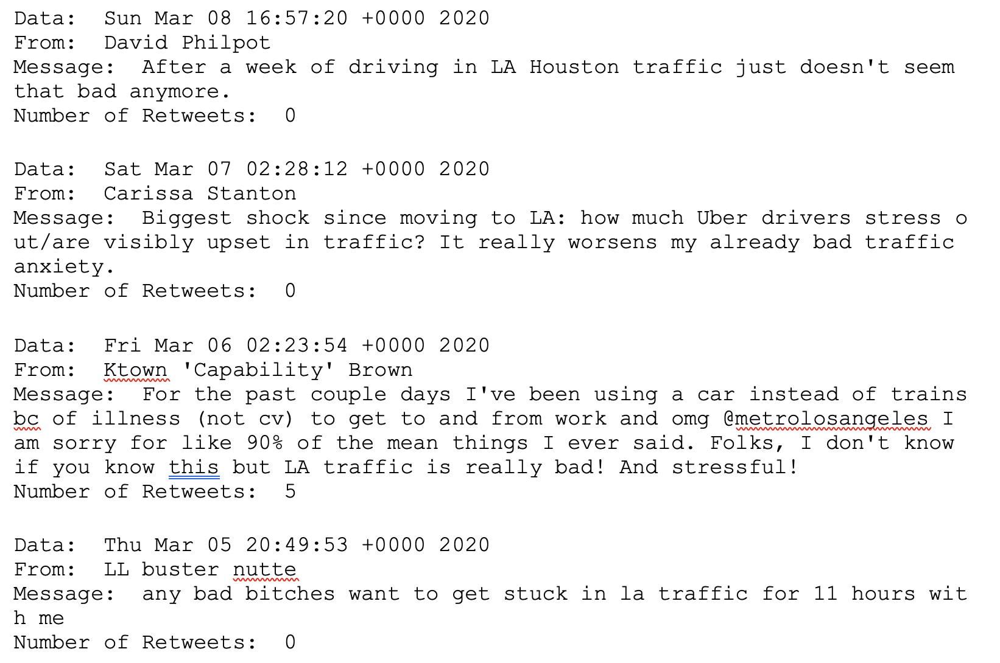 Data:  Sun Mar 08 16:57:20 +0000 2020
From:  David Philpot
Message:  After a week of driving in LA Houston traffic just doesn't seem
that bad anymore.
Number of Retweets:  0
Data:  Sat Mar 07 02:28:12 +0000 2020
From:  Carissa Stanton
Message:  Biggest shock since moving to LA: how much Uber drivers stress o
ut/are visibly upset in traffic? It really worsens my already bad traffic
anxiety.
Number of Retweets:  0
Data:  Fri Mar 06 02:23:54 +0000 2020
From:  Ktown 'Capability' Brown
Message:  For the past couple days I've been using a car instead of trains
bc of illness (not cv) to get to and from work and omg @metrolosangeles I
am sorry for like 90% of the mean things I ever said. Folks, I don't know
if you know this but LA traffic is really bad! And stressful!
Number of Retweets:  5
Data:  Thu Mar 05 20:49:53 +0000 2020
From:  LL buster nutte
Message:  any bad bitches want to get stuck in la traffic for 11 hours wit
h me
Number of Retweets:  0